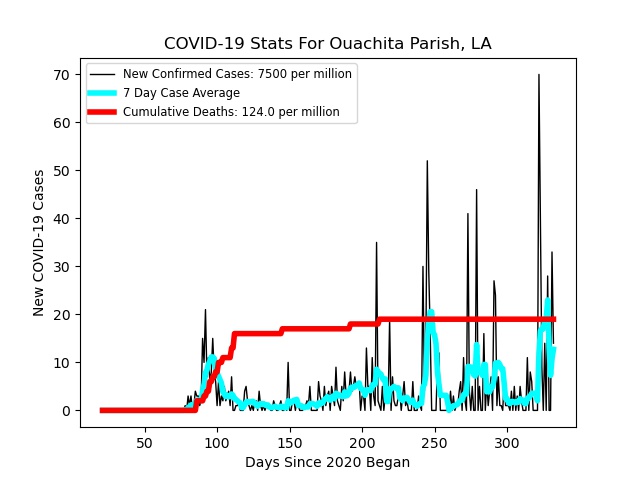 COVID-19 Stats For Ouachita Parish, LA
New Confirmed Cases: 7500 per million
7 Day Case Average
Cumulative Deaths: 124.0 per million
New COVID-19 Cases
70
60
50
40
30
20
10
0
50 100 150 200 250 300
Days Since 2020 Began